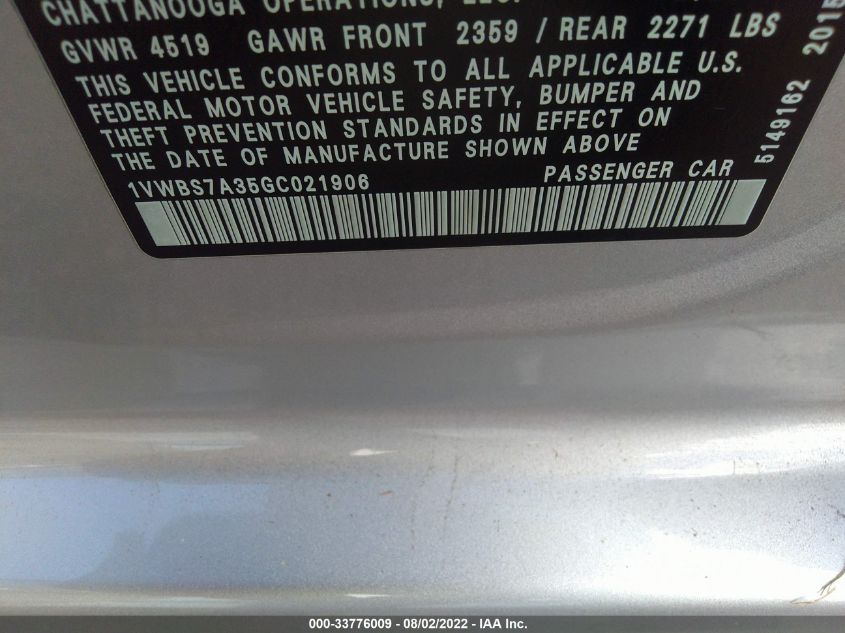 CHATTANOOGA OPERATIONS, LLC.
GVWR 4519 GAWR FRONT 2359 / REAR 2271 LBS
THIS VEHICLE CONFORMS TO ALL APPLICABLE U.S.
FEDERAL MOTOR VEHICLE SAFETY, BUMPER AND
THEFT PREVENTION STANDARDS IN EFFECT ON
THE DATE OF MANUFACTURE SHOWN ABOVE
1VWBS7A35GC021906 PASSENGER CAR
5149162 2015
000-33776009 - 08/02/2022 - IAA Inc.